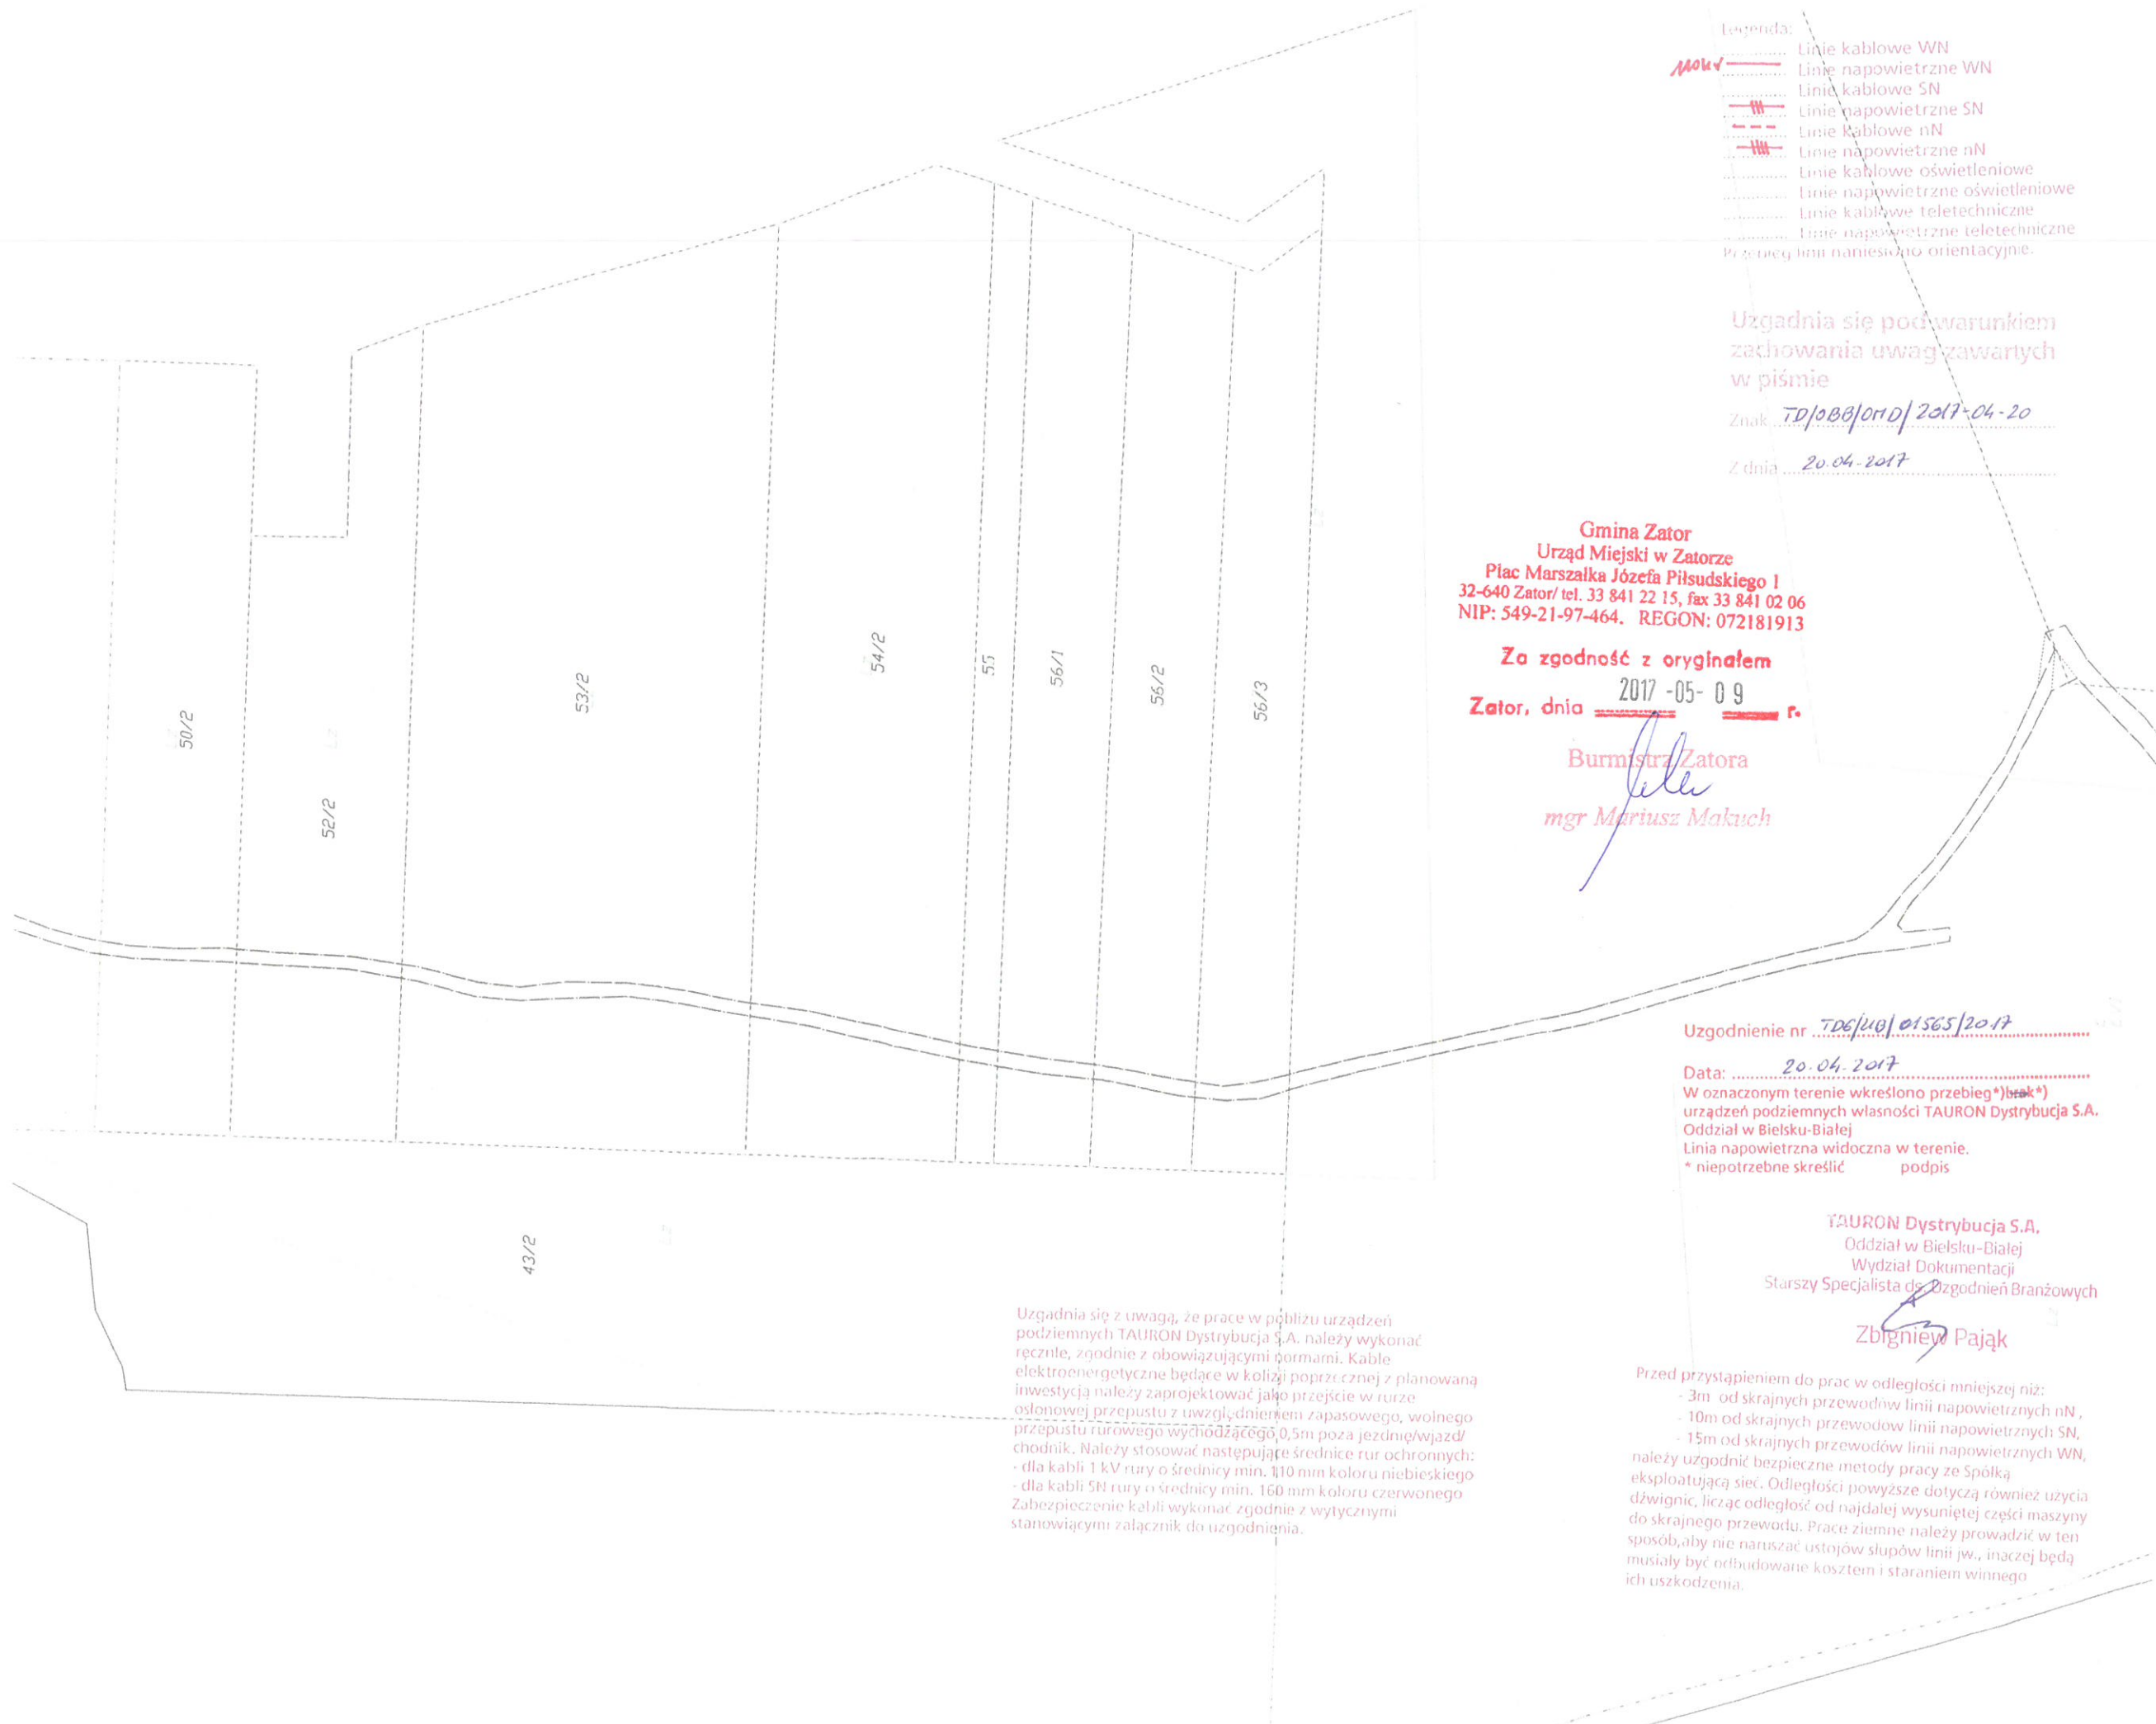 Legenda:
............ Linie kablowe WN
110kV ............ Linie napowietrzne WN
............ Linie kablowe SN
............ Linie napowietrzne SN
............ Linie kablowe nN
............ Linie napowietrzne nN
............ Linie kablowe oświetleniowe
............ Linie napowietrzne oświetleniowe
............ Linie kablowe teletechniczne
............ Linie napowietrzne teletechniczne
Przebieg linii naniesiono orientacyjnie.
Uzgadnia się pod warunkiem
zachowania uwag zawartych
w piśmie
Znak TD/OBB/OMD/2017-04-20
Z dnia 20.04-2017
Gmina Zator
Urząd Miejski w Zatorze
Plac Marszałka Józefa Piłsudskiego 1
32-640 Zator/ tel. 33 841 22 15, fax 33 841 02 06
NIP: 549-21-97-464. REGON: 072181913
Za zgodność z oryginałem
Zator, dnia 2017 -05- 09 r.
Burmistrz Zatora
mgr Mariusz Makuch
50/2
52/2
53/2
54/2
55
56/1
56/2
56/3
43/2
Uzgodnienie nr TD6/UB/01565/2017
Data: 20.04.2017
W oznaczonym terenie wkreślono przebieg*)brak*)
urządzeń podziemnych własności TAURON Dystrybucja S.A.
Oddział w Bielsku-Białej
Linia napowietrzna widoczna w terenie.
* niepotrzebne skreślić podpis
TAURON Dystrybucja S.A.
Oddział w Bielsku-Białej
Wydział Dokumentacji
Starszy Specjalista ds. Uzgodnień Branżowych
Zbigniew Pająk
Uzgadnia się z uwagą, że prace w pobliżu urządzeń
podziemnych TAURON Dystrybucja S.A. należy wykonać
ręcznie, zgodnie z obowiązującymi normami. Kable
elektroenergetyczne będące w kolizji poprzecznej z planowaną
inwestycją należy zaprojektować jako przejście w rurze
osłonowej przepustu z uwzględnieniem zapasowego, wolnego
przepustu rurowego wychodzącego 0,5m poza jezdnię/wjazd/
chodnik. Należy stosować następujące średnice rur ochronnych:
- dla kabli 1 kV rury o średnicy min. 110 mm koloru niebieskiego
- dla kabli SN rury o średnicy min. 160 mm koloru czerwonego
Zabezpieczenie kabli wykonać zgodnie z wytycznymi
stanowiącymi załącznik do uzgodnienia.
Przed przystąpieniem do prac w odległości mniejszej niż:
- 3m od skrajnych przewodów linii napowietrznych nN,
- 10m od skrajnych przewodów linii napowietrznych SN,
- 15m od skrajnych przewodów linii napowietrznych WN,
należy uzgodnić bezpieczne metody pracy ze Spółką
eksploatującą sieć. Odległości powyższe dotyczą również użycia
dźwignic, licząc odległość od najdalej wysuniętej części maszyny
do skrajnego przewodu. Prace ziemne należy prowadzić w ten
sposób,aby nie naruszać ustojów słupów linii jw., inaczej będą
musiały być odbudowane kosztem i staraniem winnego
ich uszkodzenia.